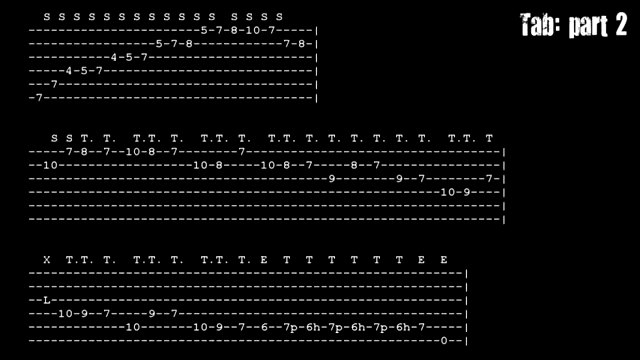 Tab: part 2
S S S S S S S S S S S S  S S S S
-----------------------5-7-8-10-7-----|
-----------------5-7-8------------7-8-|
-----------4-5-7----------------------|
-----4-5-7----------------------------|
---7----------------------------------|
-7------------------------------------|
S S T. T.  T.T. T.  T.T. T.  T.T. T. T. T. T. T. T.  T.T. T
-----7-8--7--10-8--7--------7----------------------------------|
--10------------------10-8-----10-8--7-----8--7----------------|
----------------------------------------9--------9--7--------7-|
-------------------------------------------------------10-9----|
---------------------------------------------------------------|
---------------------------------------------------------------|
X  T.T. T.  T.T. T.  T.T. T. E  T  T  T  T  T  T  E  E
----------------------------------------------------------|
----------------------------------------------------------|
--L-------------------------------------------------------|
----10-9--7-----9--7--------------------------------------|
-------------10-------10-9--7--6--7p-6h-7p-6h-7p-6h-7-----|
-------------------------------------------------------0--|